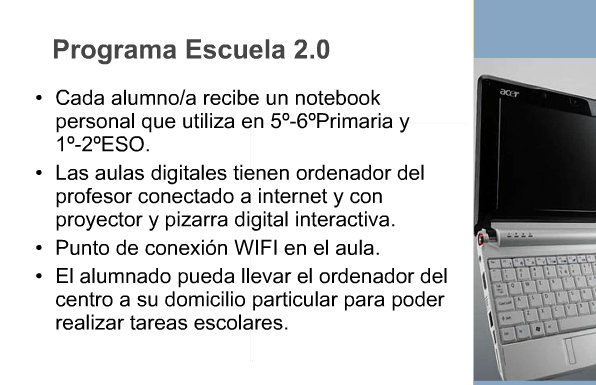 Programa Escuela 2.0
• Cada alumno/a recibe un notebook
personal que utiliza en 5º-6ºPrimaria y
1º-2ºESO.
• Las aulas digitales tienen ordenador del
profesor conectado a internet y con
proyector y pizarra digital interactiva.
• Punto de conexión WIFI en el aula.
• El alumnado pueda llevar el ordenador del
centro a su domicilio particular para poder
realizar tareas escolares.
acer